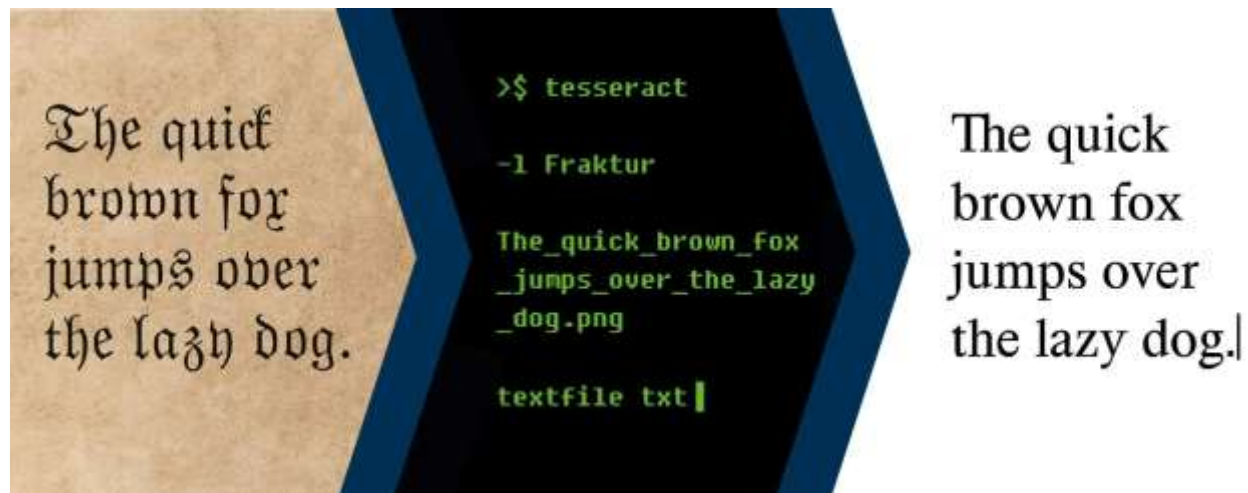 The quick
brown fox
jumps over
the lazy dog.
>$ tesseract
-l Fraktur
The_quick_brown_fox
_jumps_over_the_lazy
_dog.png
textfile txt
The quick
brown fox
jumps over
the lazy dog.